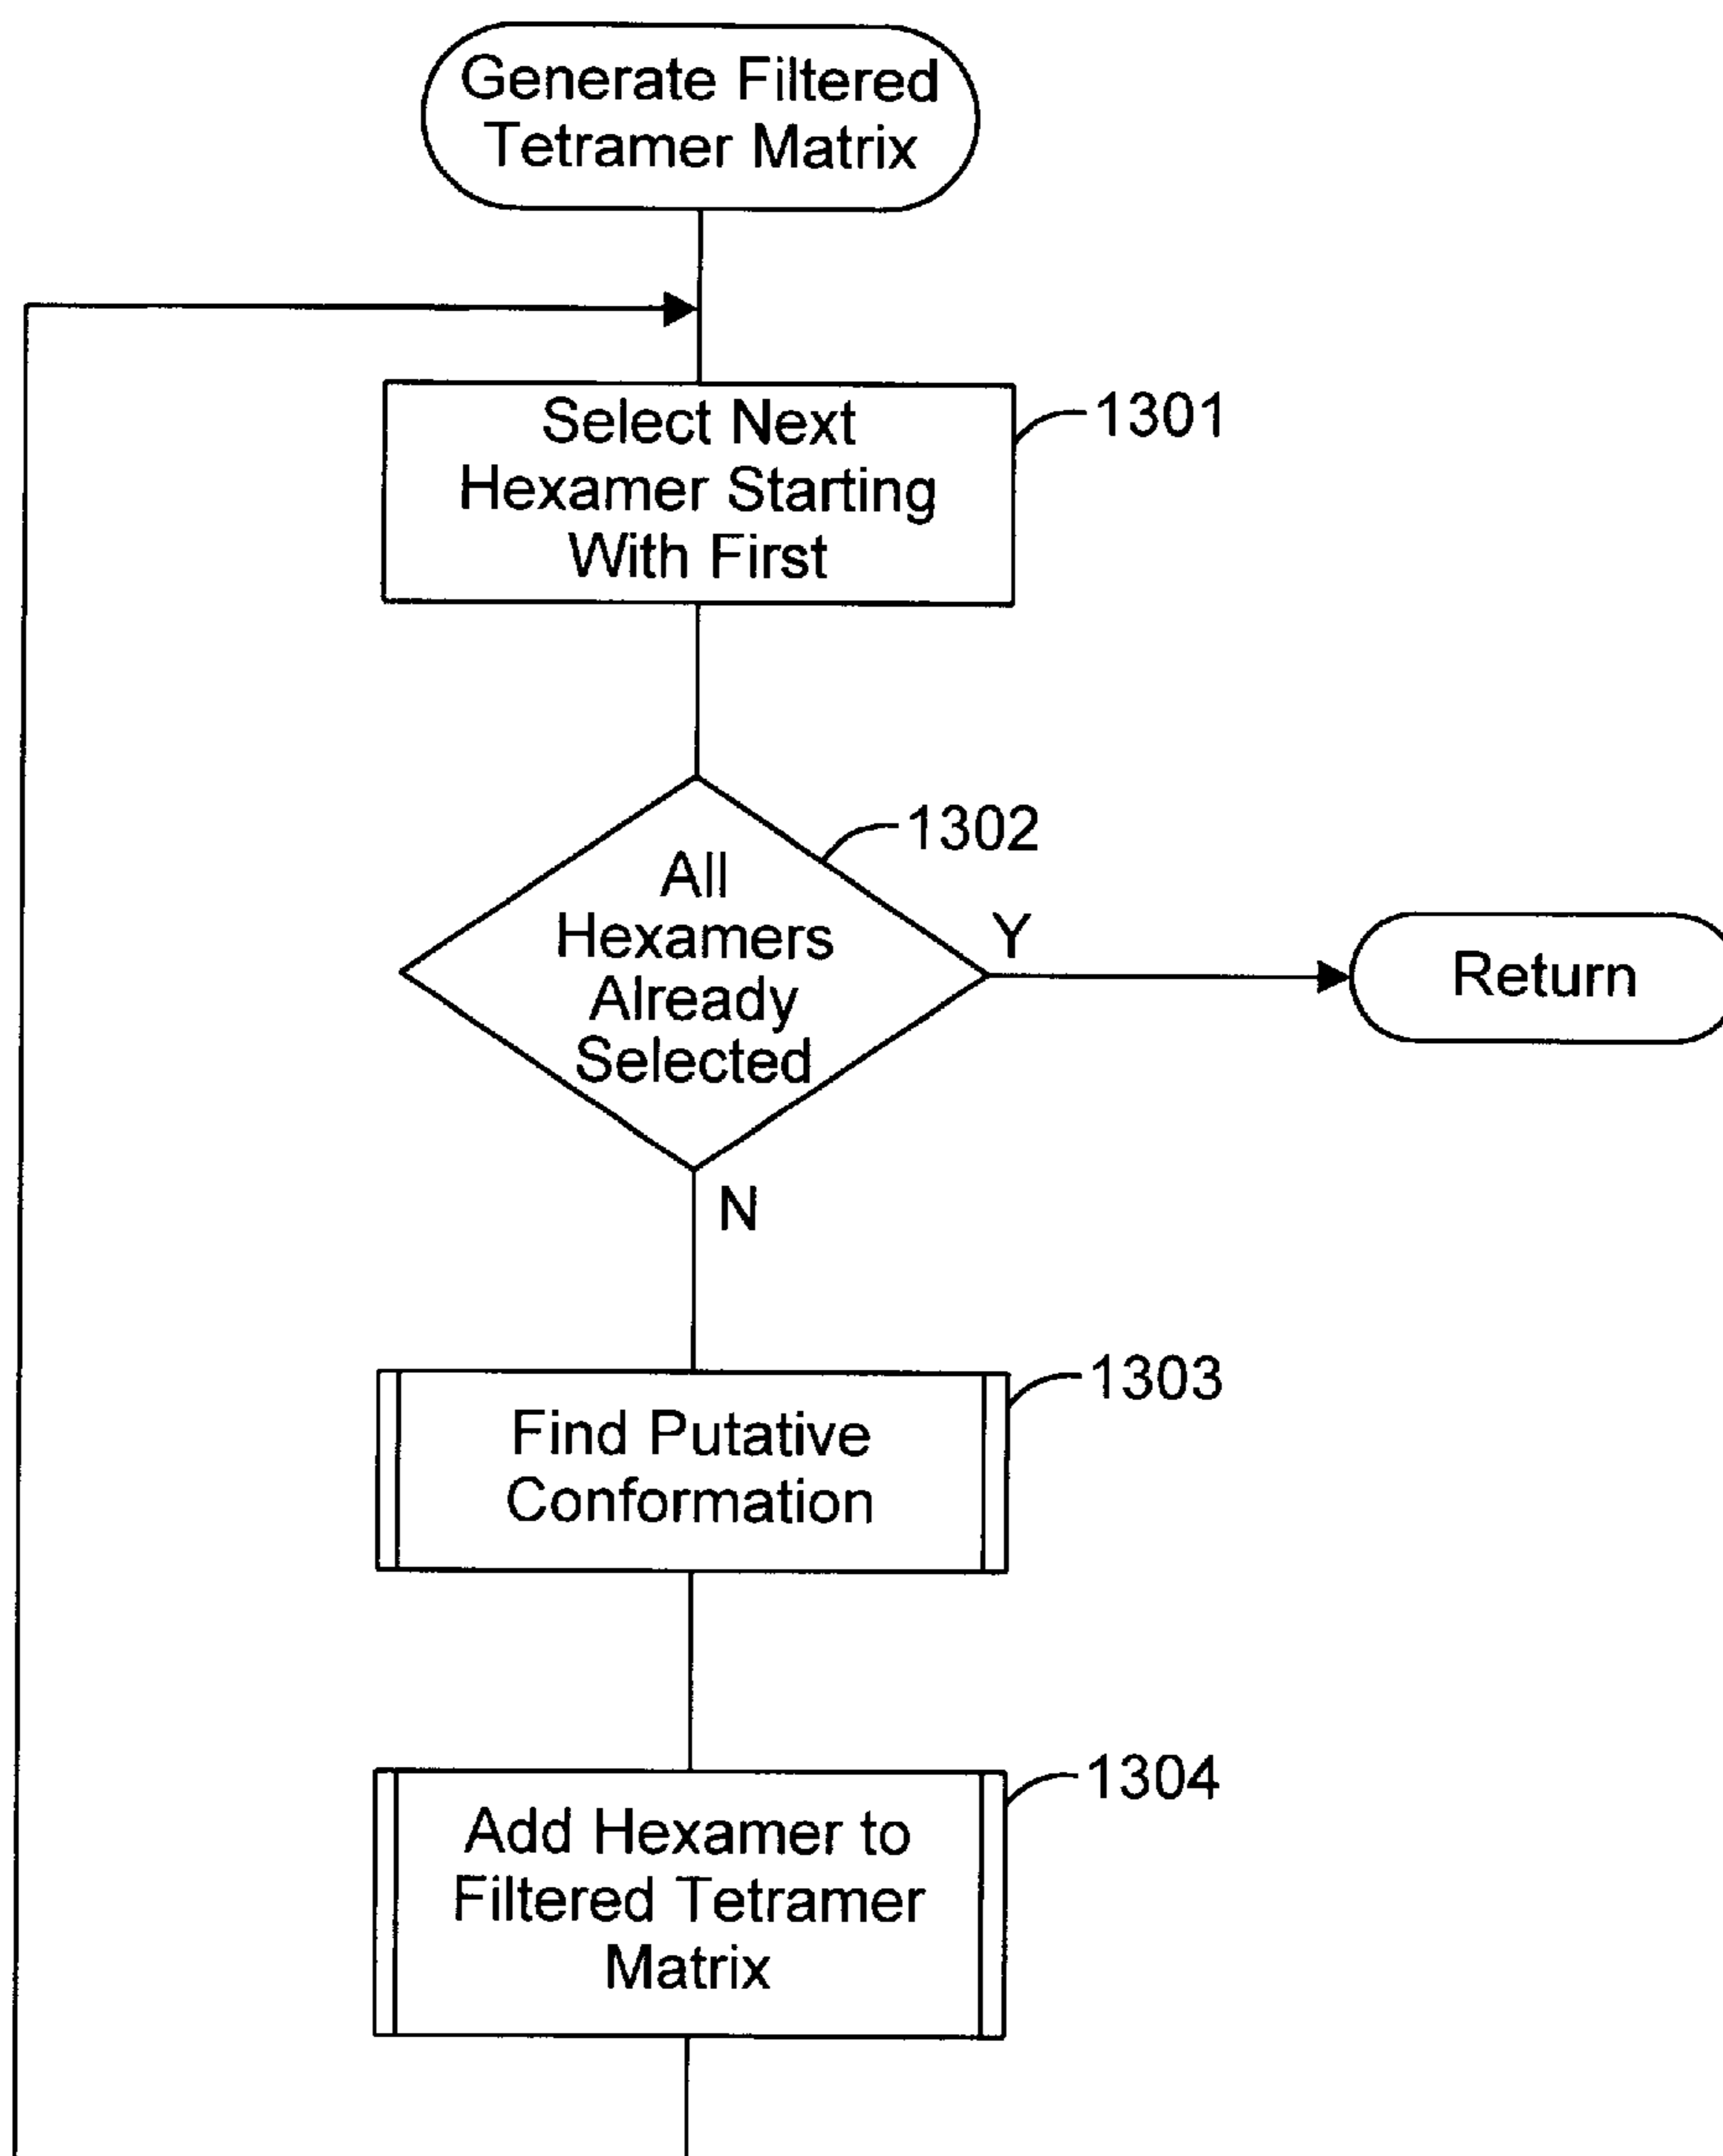 Generate Filtered
Tetramer Matrix
Select Next
Hexamer Starting
With First
1301
All
Hexamers
Already
Selected
1302
Y
Return
N
Find Putative
Conformation
1303
Add Hexamer to
Filtered Tetramer
Matrix
1304